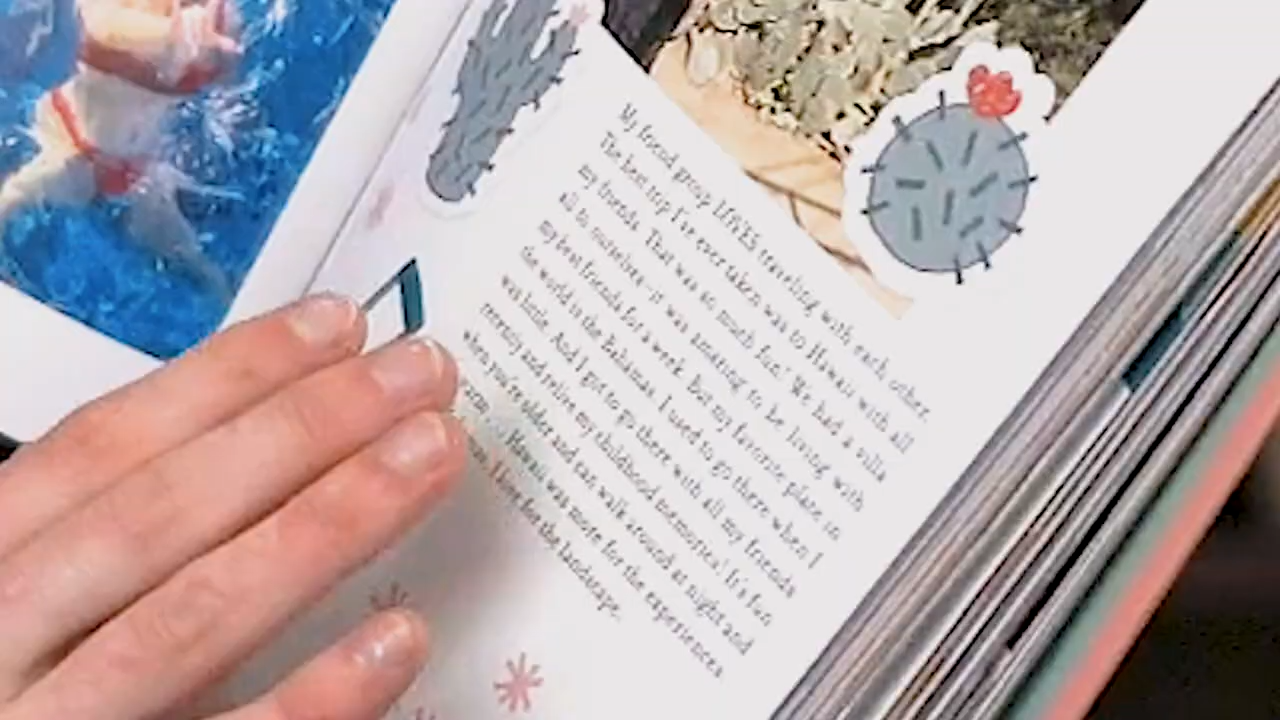 My friend group LOVES traveling with each other.
The best trip I've ever taken was to Hawaii with all
my friends. That was so much fun! We had a villa
all to ourselves—it was amazing to be living with
my best friends for a week. But my favorite place in
the world is the Bahamas. I used to go there when I
was little. And I got to go there with all my friends
recently and relive my childhood memories! It's fun
when you're older and can walk around at night and
Hawaii was more for the experiences
I love for the landscape.